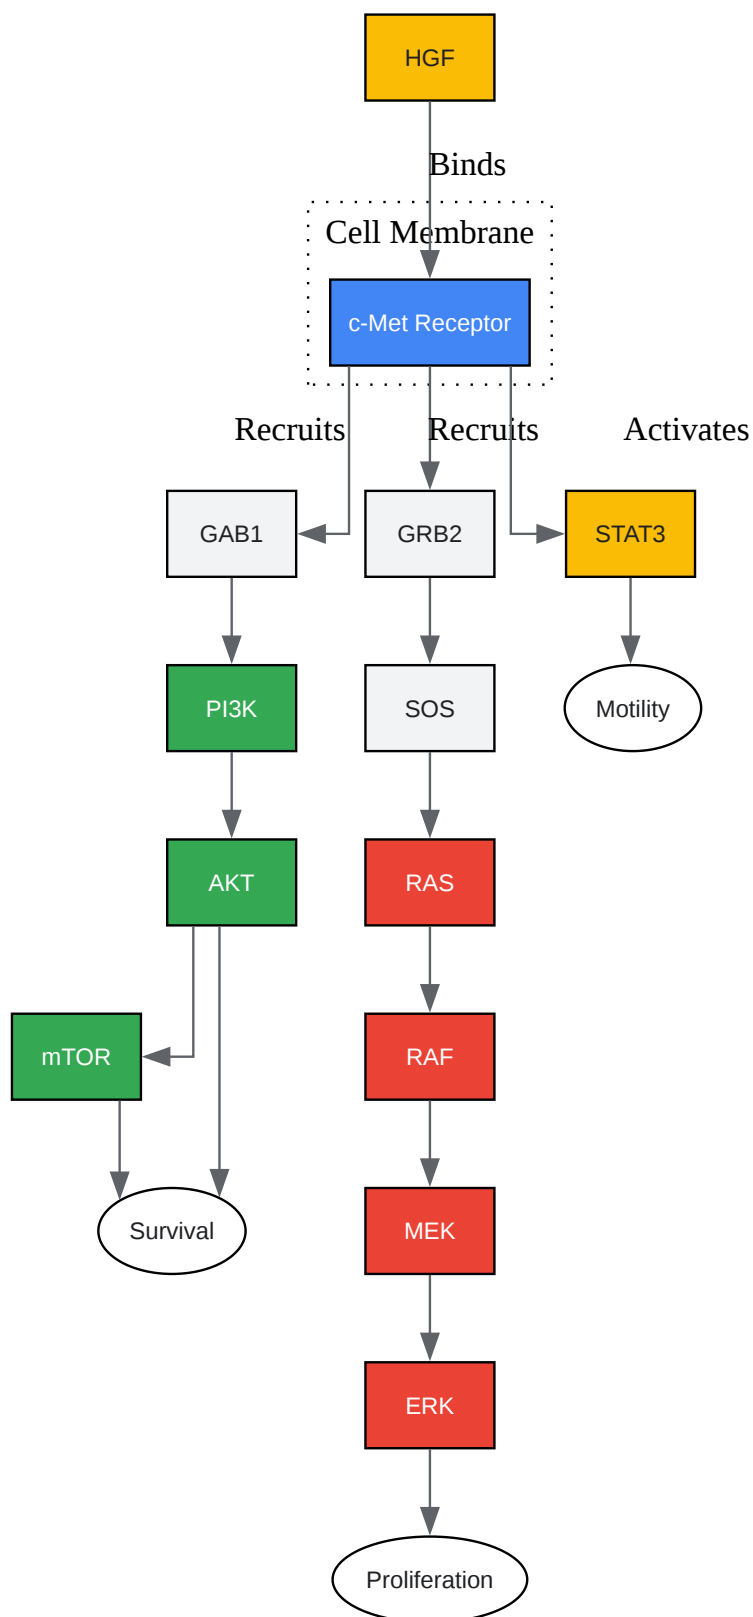 HGF
Binds
Cell Membrane
c-Met Receptor
Recruits
Recruits
Activates
GAB1
GRB2
STAT3
PI3K
SOS
Motility
AKT
RAS
mTOR
RAF
Survival
MEK
ERK
Proliferation